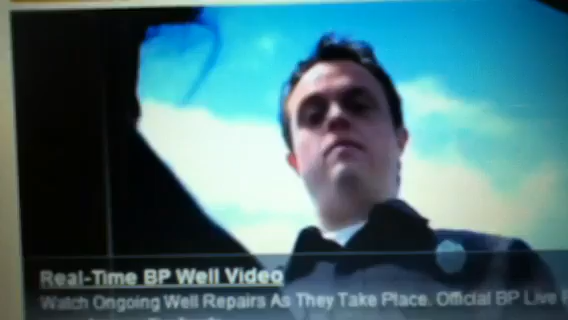 Real-Time BP Well Video
Watch Ongoing Well Repairs As They Take Place. Official BP Live